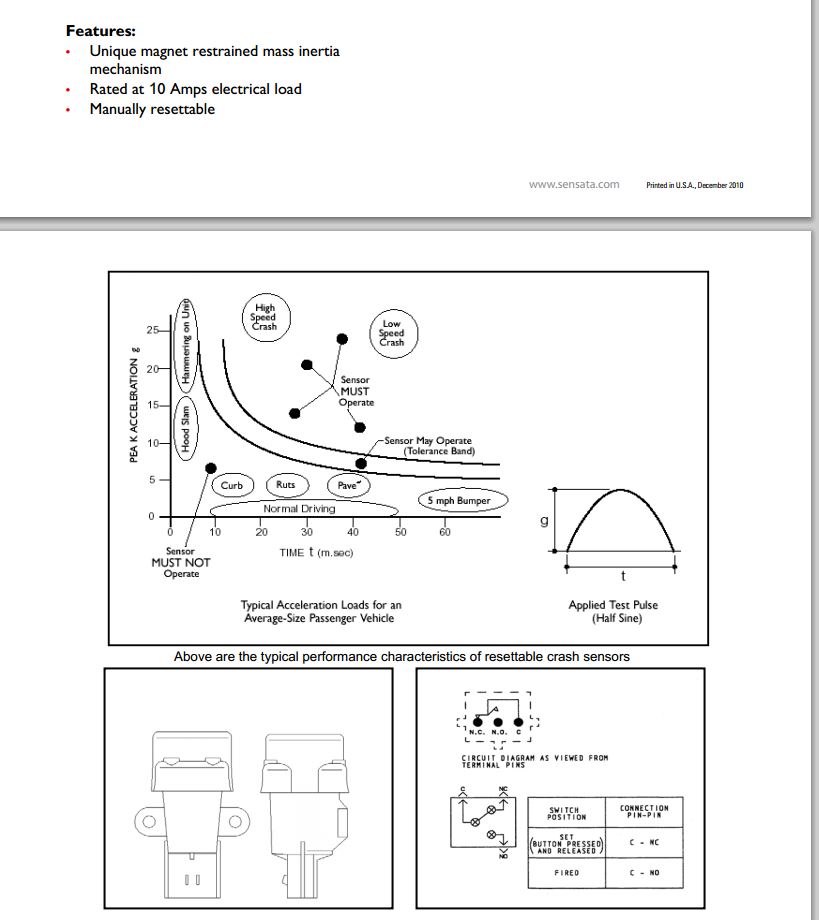 Features:
• Unique magnet restrained mass inertia
mechanism
• Rated at 10 Amps electrical load
• Manually resettable
www.sensata.com
Printed in U.S.A., December 2010
Hammering on Unit
High
Speed
Crash
Low
Speed
Crash
25
20
15
10
5
0
PEA K ACCELERATION g
Hood Slam
Sensor
MUST
Operate
Sensor May Operate
(Tolerance Band)
Curb
Ruts
Pave´
5 mph Bumper
Normal Driving
0 10 20 30 40 50 60
TIME t (m.sec)
Sensor
MUST NOT
Operate
g
t
Typical Acceleration Loads for an
Average-Size Passenger Vehicle
Applied Test Pulse
(Half Sine)
Above are the typical performance characteristics of resettable crash sensors
N.C. N.O. C
CIRCUIT DIAGRAM AS VIEWED FROM
TERMINAL PINS
C NC
NO
SWITCH
POSITION
CONNECTION
PIN-PIN
SET
(BUTTON PRESSED
AND RELEASED)
C - NC
FIRED
C - NO